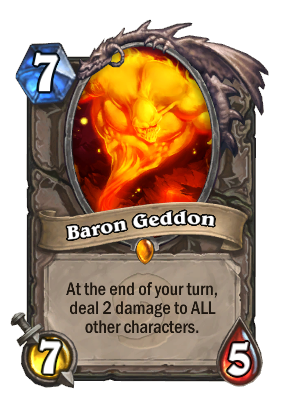 7
Baron Geddon
At the end of your turn,
deal 2 damage to ALL
other characters.
7
5